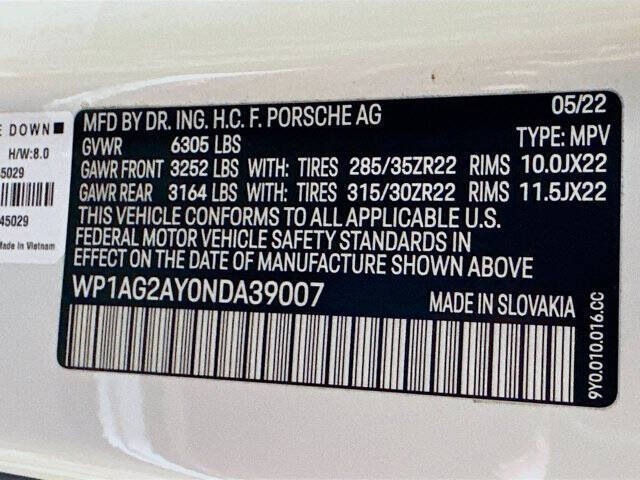 E DOWN
H/W:8.0
5029
45029
Made in Vietnam
MFD BY DR. ING. H.C. F. PORSCHE AG 05/22
GVWR 6305 LBS TYPE: MPV
GAWR FRONT 3252 LBS WITH: TIRES 285/35ZR22 RIMS 10.0JX22
GAWR REAR 3164 LBS WITH: TIRES 315/30ZR22 RIMS 11.5JX22
THIS VEHICLE CONFORMS TO ALL APPLICABLE U.S.
FEDERAL MOTOR VEHICLE SAFETY STANDARDS IN
EFFECT ON THE DATE OF MANUFACTURE SHOWN ABOVE.
WP1AG2AY0NDA39007 MADE IN SLOVAKIA
9Y0.010.016.CC